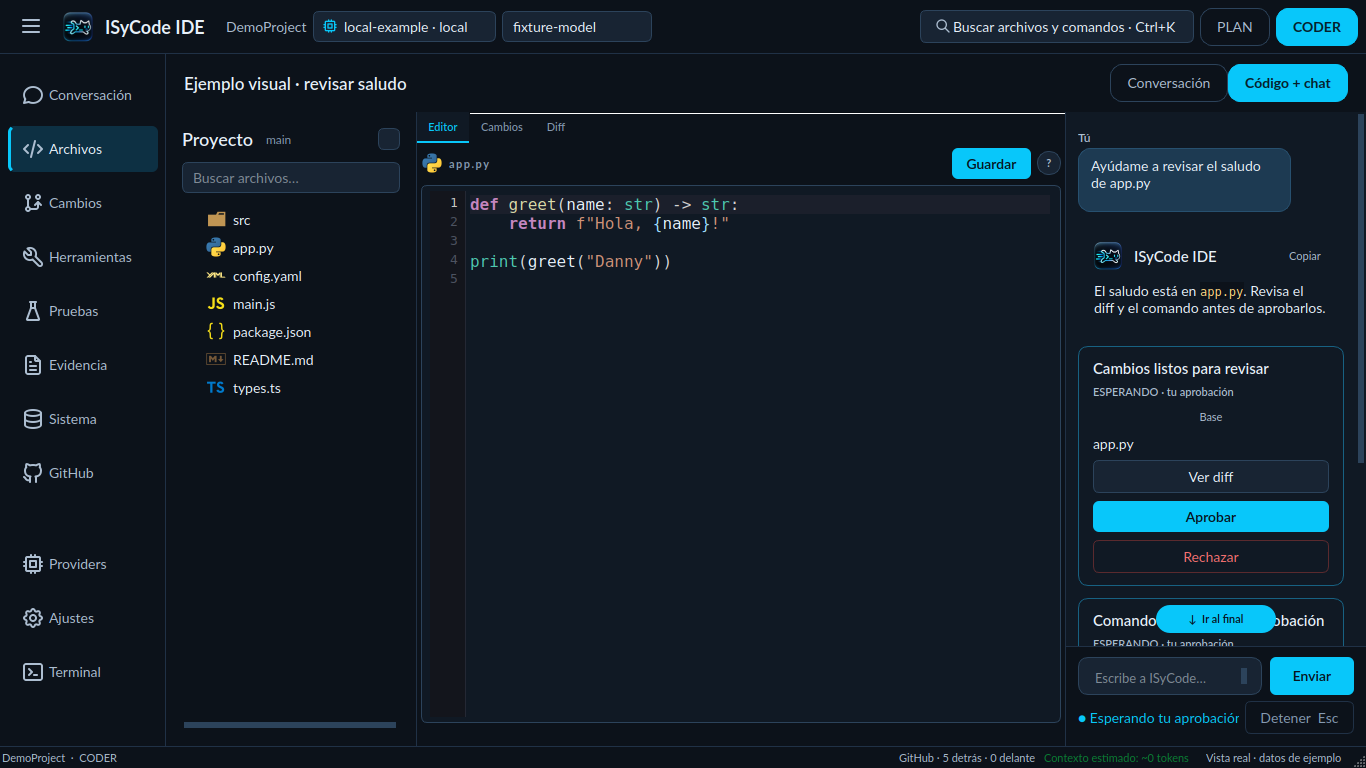 ISyCode IDE
DemoProject
local-example · local
fixture-model
Buscar archivos y comandos · Ctrl+K
PLAN
CODER
Conversación
Archivos
Cambios
Herramientas
Pruebas
Evidencia
Sistema
GitHub
Providers
Ajustes
Terminal
Ejemplo visual · revisar saludo
Conversación
Código + chat
Proyecto main
Buscar archivos...
src
app.py
YML config.yaml
JS main.js
{ } package.json
M↓ README.md
TS types.ts
Editor
Cambios
Diff
app.py
Guardar
?
1 def greet(name: str) -> str:
2     return f"Hola, {name}!"
3
4 print(greet("Danny"))
5
Tú
Ayúdame a revisar el saludo
de app.py
ISyCode IDE
Copiar
El saludo está en app.py. Revisa el
diff y el comando antes de aprobarlos.
Cambios listos para revisar
ESPERANDO · tu aprobación
Base
app.py
Ver diff
Aprobar
Rechazar
Comando
↓ Ir al final
obación
ESPERANDO · tu aprobación
Escribe a ISyCode...
Enviar
● Esperando tu aprobación
Detener Esc
DemoProject · CODER
GitHub · 5 detrás · 0 delante
Contexto estimado: ~0 tokens
Vista real · datos de ejemplo